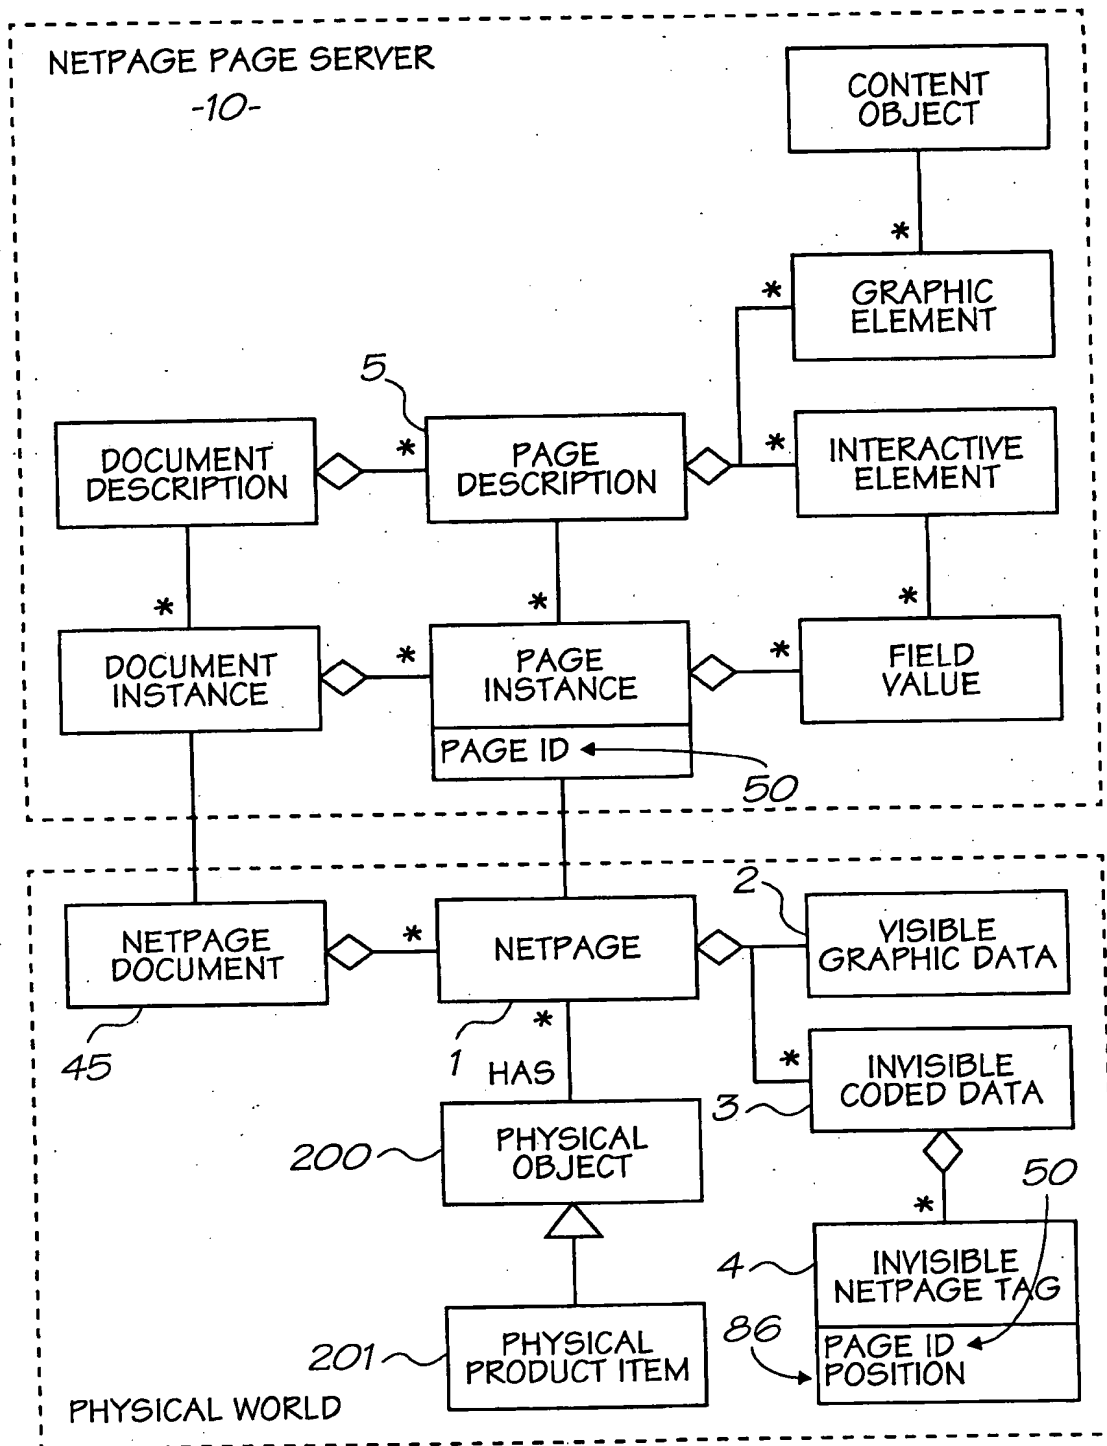 NETPAGE PAGE SERVER
-10-
CONTENT
OBJECT
*
GRAPHIC
ELEMENT
*
5
DOCUMENT
DESCRIPTION
*
PAGE
DESCRIPTION
*
INTERACTIVE
ELEMENT
*
*
*
DOCUMENT
INSTANCE
*
PAGE
INSTANCE
*
FIELD
VALUE
PAGE ID
50
2
NETPAGE
DOCUMENT
*
NETPAGE
VISIBLE
GRAPHIC DATA
45
1
*
HAS
*
3
INVISIBLE
CODED DATA
200
PHYSICAL
OBJECT
50
*
4
INVISIBLE
NETPAGE TAG
86
PAGE ID
POSITION
201
PHYSICAL
PRODUCT ITEM
PHYSICAL WORLD